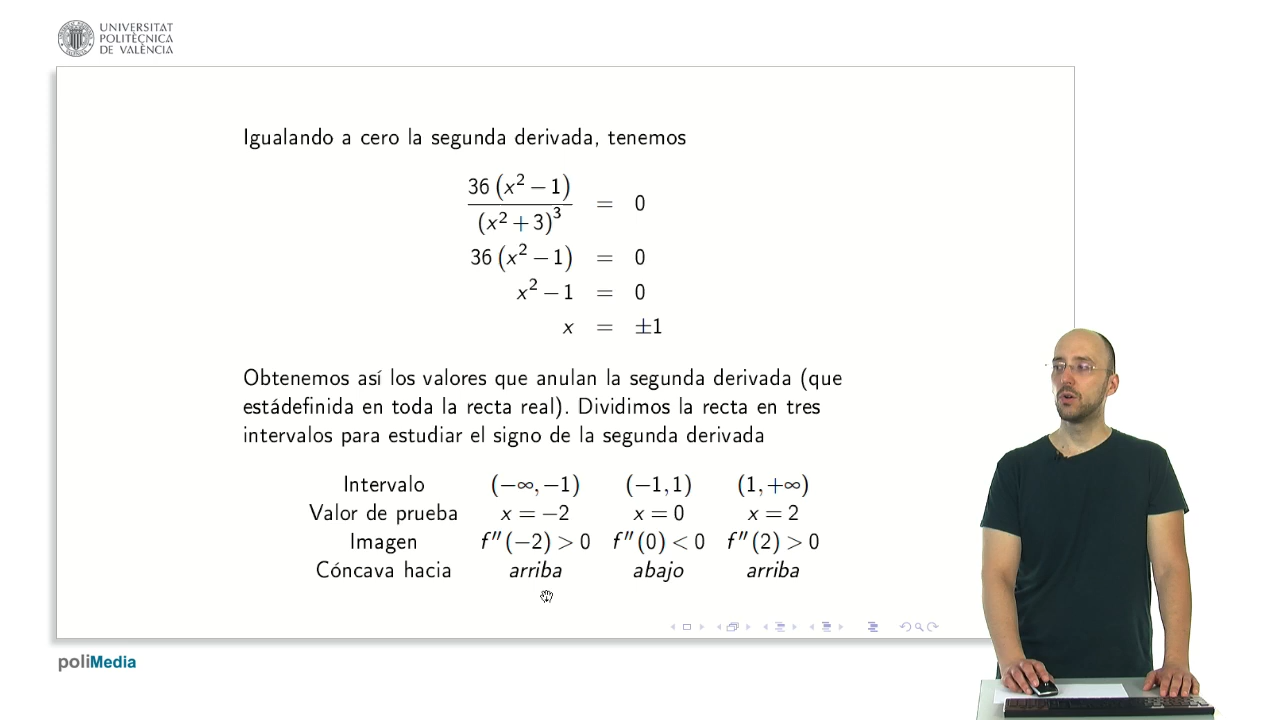 UNIVERSITAT
POLITÈCNICA
DE VALÈNCIA
Igualando a cero la segunda derivada, tenemos
36 (x² − 1) / (x² + 3)³ = 0
36 (x² − 1) = 0
x² − 1 = 0
x = ±1
Obtenemos así los valores que anulan la segunda derivada (que
estádefinida en toda la recta real). Dividimos la recta en tres
intervalos para estudiar el signo de la segunda derivada
Intervalo (−∞, −1) (−1, 1) (1, +∞)
Valor de prueba x = −2 x = 0 x = 2
Imagen f″(−2) > 0 f″(0) < 0 f″(2) > 0
Cóncava hacia arriba abajo arriba
poliMedia